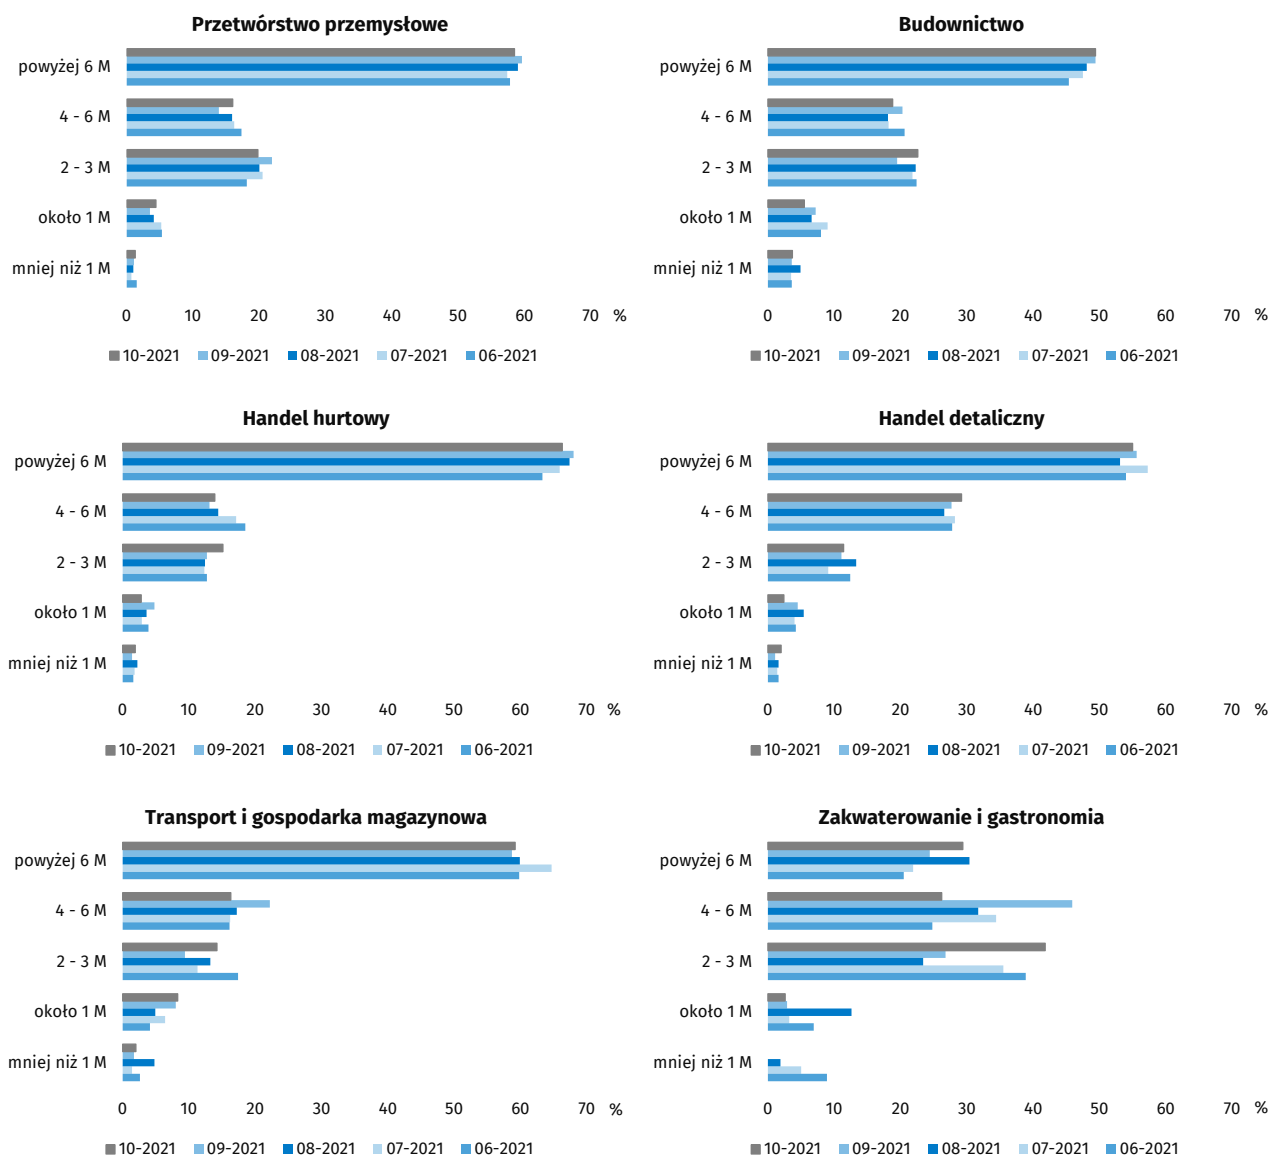 Przetwórstwo przemysłowe
powyżej 6 M
4 - 6 M
2 - 3 M
około 1 M
mniej niż 1 M
0 10 20 30 40 50 60 70 %
10-2021 09-2021 08-2021 07-2021 06-2021
Budownictwo
powyżej 6 M
4 - 6 M
2 - 3 M
około 1 M
mniej niż 1 M
0 10 20 30 40 50 60 70 %
10-2021 09-2021 08-2021 07-2021 06-2021
Handel hurtowy
powyżej 6 M
4 - 6 M
2 - 3 M
około 1 M
mniej niż 1 M
0 10 20 30 40 50 60 70 %
10-2021 09-2021 08-2021 07-2021 06-2021
Handel detaliczny
powyżej 6 M
4 - 6 M
2 - 3 M
około 1 M
mniej niż 1 M
0 10 20 30 40 50 60 70 %
10-2021 09-2021 08-2021 07-2021 06-2021
Transport i gospodarka magazynowa
powyżej 6 M
4 - 6 M
2 - 3 M
około 1 M
mniej niż 1 M
0 10 20 30 40 50 60 70 %
10-2021 09-2021 08-2021 07-2021 06-2021
Zakwaterowanie i gastronomia
powyżej 6 M
4 - 6 M
2 - 3 M
około 1 M
mniej niż 1 M
0 10 20 30 40 50 60 70 %
10-2021 09-2021 08-2021 07-2021 06-2021